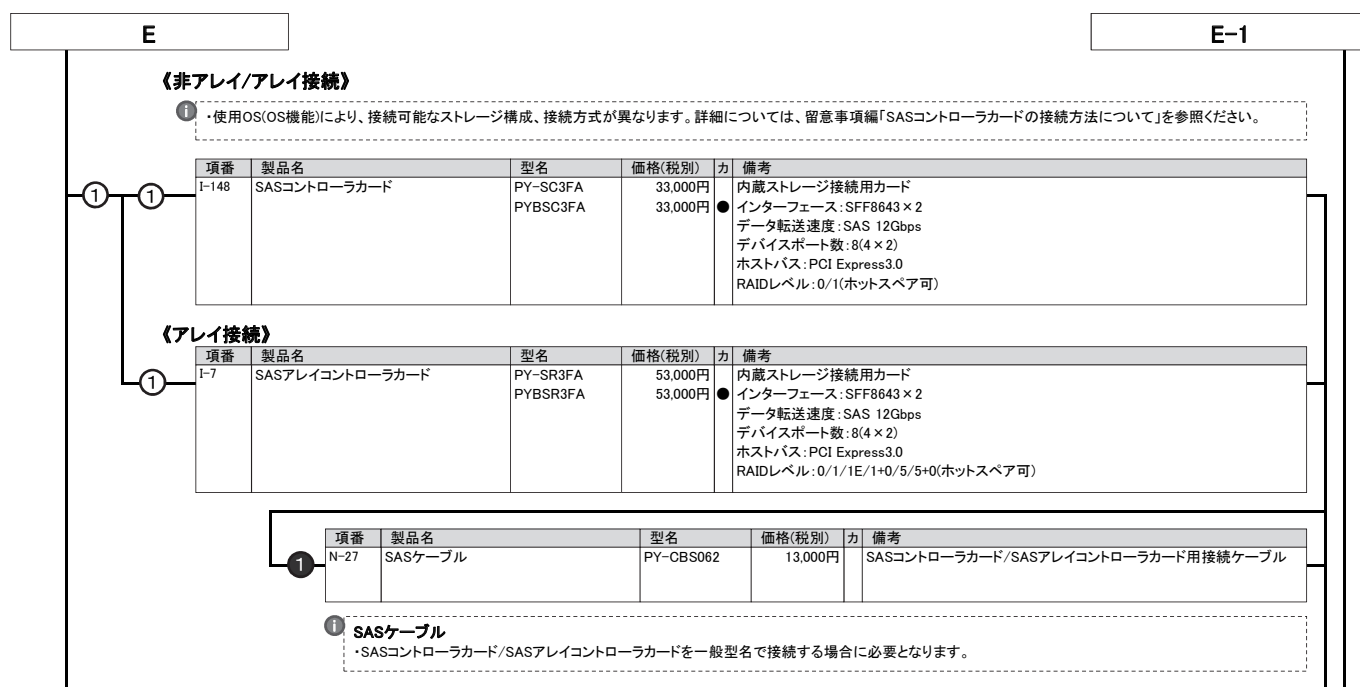 E
E-1
《非アレイ/アレイ接続》
・使用OS(OS機能)により、接続可能なストレージ構成、接続方式が異なります。詳細については、留意事項編「SASコントローラカードの接続方法について」を参照ください。
項番 製品名 型名 価格(税別) カ 備考
① ① I-148 SASコントローラカード PY-SC3FA 33,000円 内蔵ストレージ接続用カード
PYBSC3FA 33,000円 ● インターフェース:SFF8643×2
データ転送速度:SAS 12Gbps
デバイスポート数:8(4×2)
ホストバス:PCI Express3.0
RAIDレベル:0/1(ホットスペア可)
《アレイ接続》
項番 製品名 型名 価格(税別) カ 備考
① I-7 SASアレイコントローラカード PY-SR3FA 53,000円 内蔵ストレージ接続用カード
PYBSR3FA 53,000円 ● インターフェース:SFF8643×2
データ転送速度:SAS 12Gbps
デバイスポート数:8(4×2)
ホストバス:PCI Express3.0
RAIDレベル:0/1/1E/1+0/5/5+0(ホットスペア可)
項番 製品名 型名 価格(税別) カ 備考
❶ N-27 SASケーブル PY-CBS062 13,000円 SASコントローラカード/SASアレイコントローラカード用接続ケーブル
SASケーブル
・SASコントローラカード/SASアレイコントローラカードを一般型名で接続する場合に必要となります。